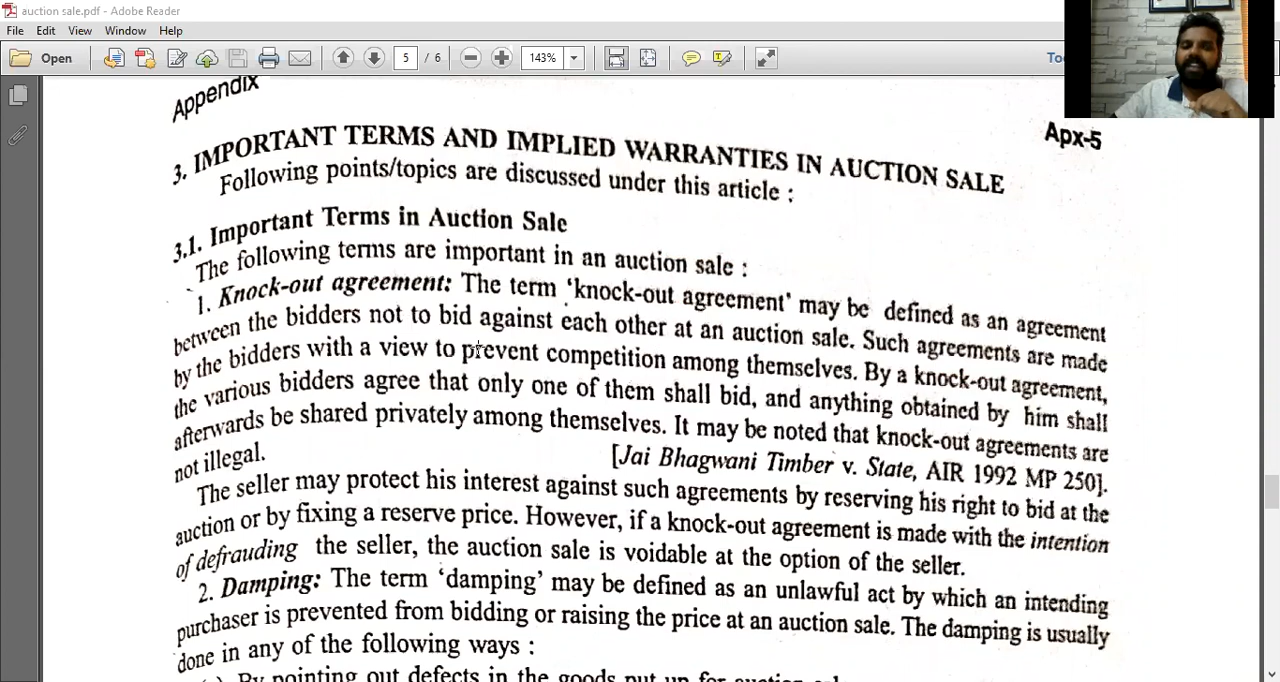 auction sale.pdf - Adobe Reader
File Edit View Window Help
Open 5 / 6 143%
Appendix
Apx-5
3. IMPORTANT TERMS AND IMPLIED WARRANTIES IN AUCTION SALE
Following points/topics are discussed under this article :
3.1. Important Terms in Auction Sale
The following terms are important in an auction sale :
1. Knock-out agreement: The term ‘knock-out agreement’ may be defined as an agreement
between the bidders not to bid against each other at an auction sale. Such agreements are made
by the bidders with a view to prevent competition among themselves. By a knock-out agreement,
the various bidders agree that only one of them shall bid, and anything obtained by him shall
afterwards be shared privately among themselves. It may be noted that knock-out agreements are
not illegal. [Jai Bhagwani Timber v. State, AIR 1992 MP 250].
The seller may protect his interest against such agreements by reserving his right to bid at the
auction or by fixing a reserve price. However, if a knock-out agreement is made with the intention
of defrauding the seller, the auction sale is voidable at the option of the seller.
2. Damping: The term ‘damping’ may be defined as an unlawful act by which an intending
purchaser is prevented from bidding or raising the price at an auction sale. The damping is usually
done in any of the following ways :
By pointing out defects in the goods put up for auction